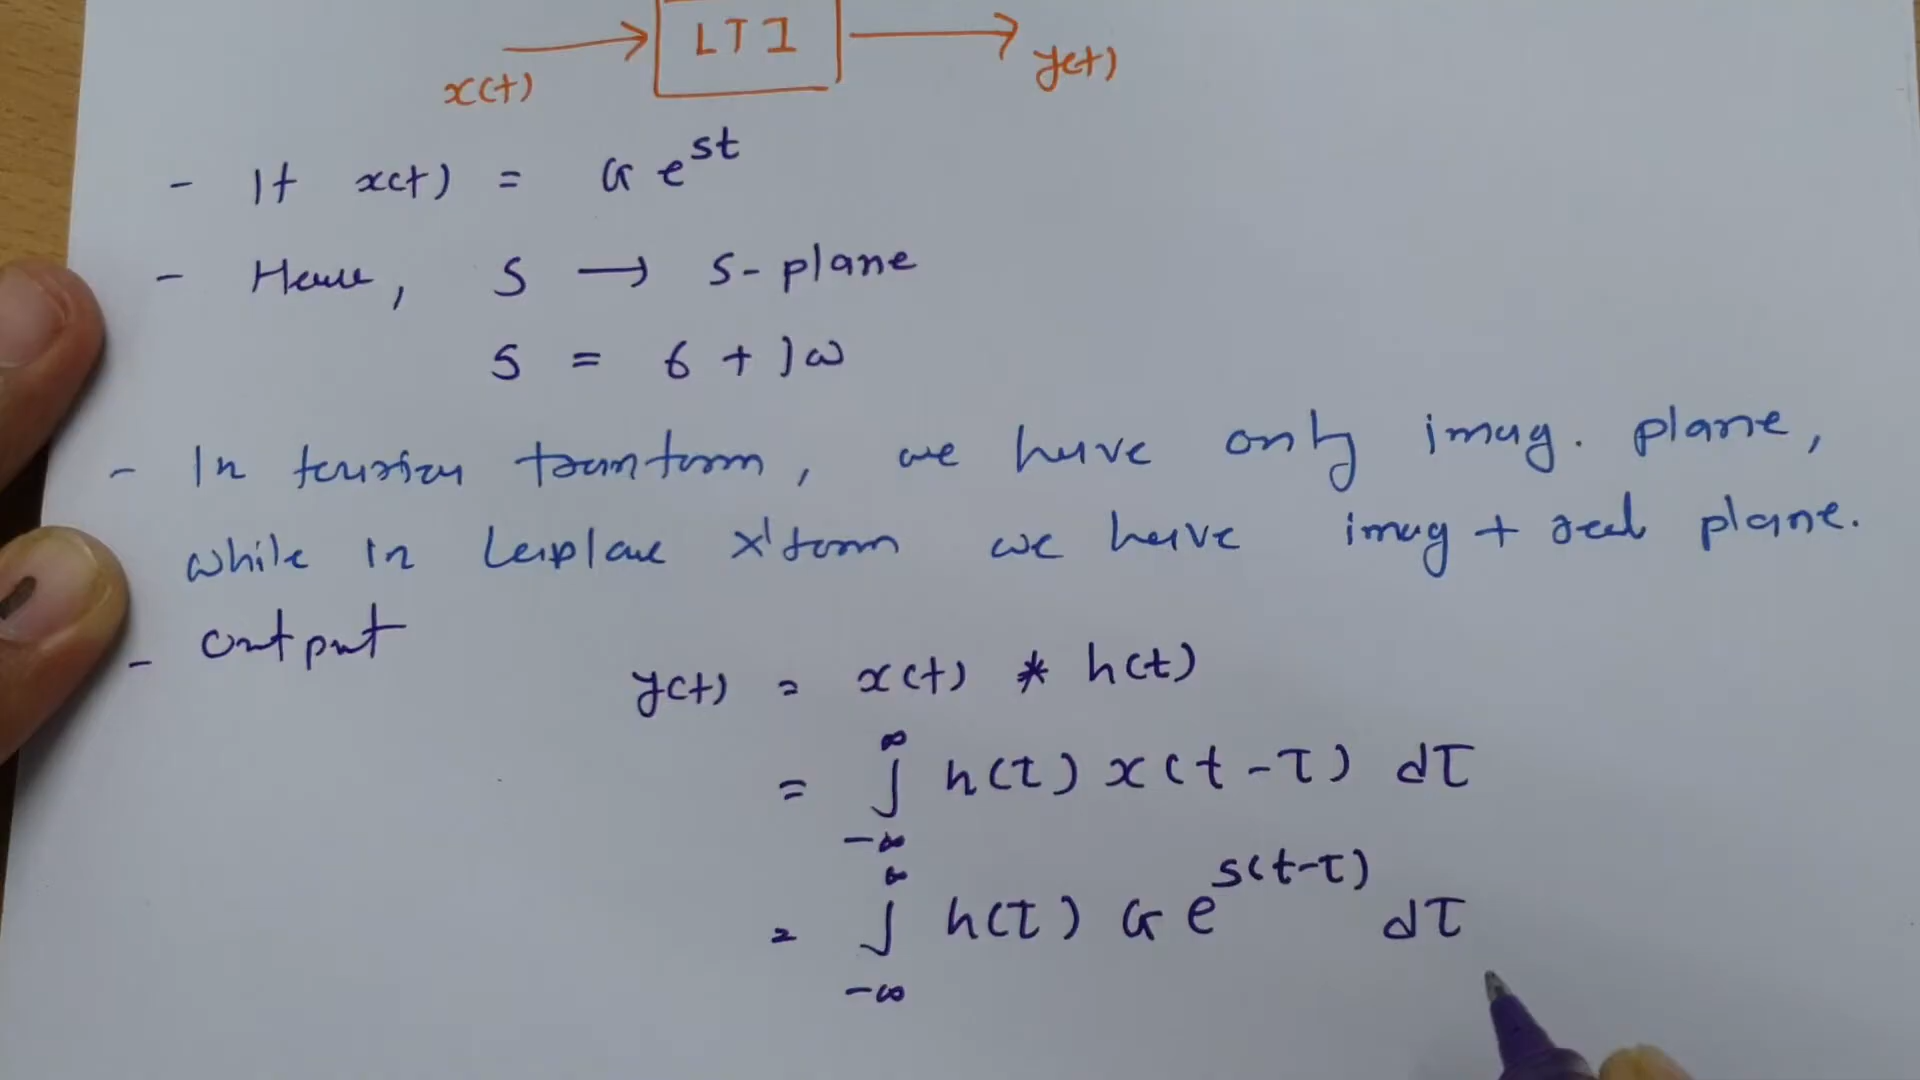 LTI
x(t)
y(t)
- If x(t) = G e^st
- Here, s → s-plane
s = σ + jω
- In fourier transform, we have only imag. plane,
while in Laplace x'form we have imag + real plane.
- output
y(t) = x(t) * h(t)
= ∫_-∞^∞ h(τ) x(t-τ) dτ
= ∫_-∞^∞ h(τ) G e^s(t-τ) dτ